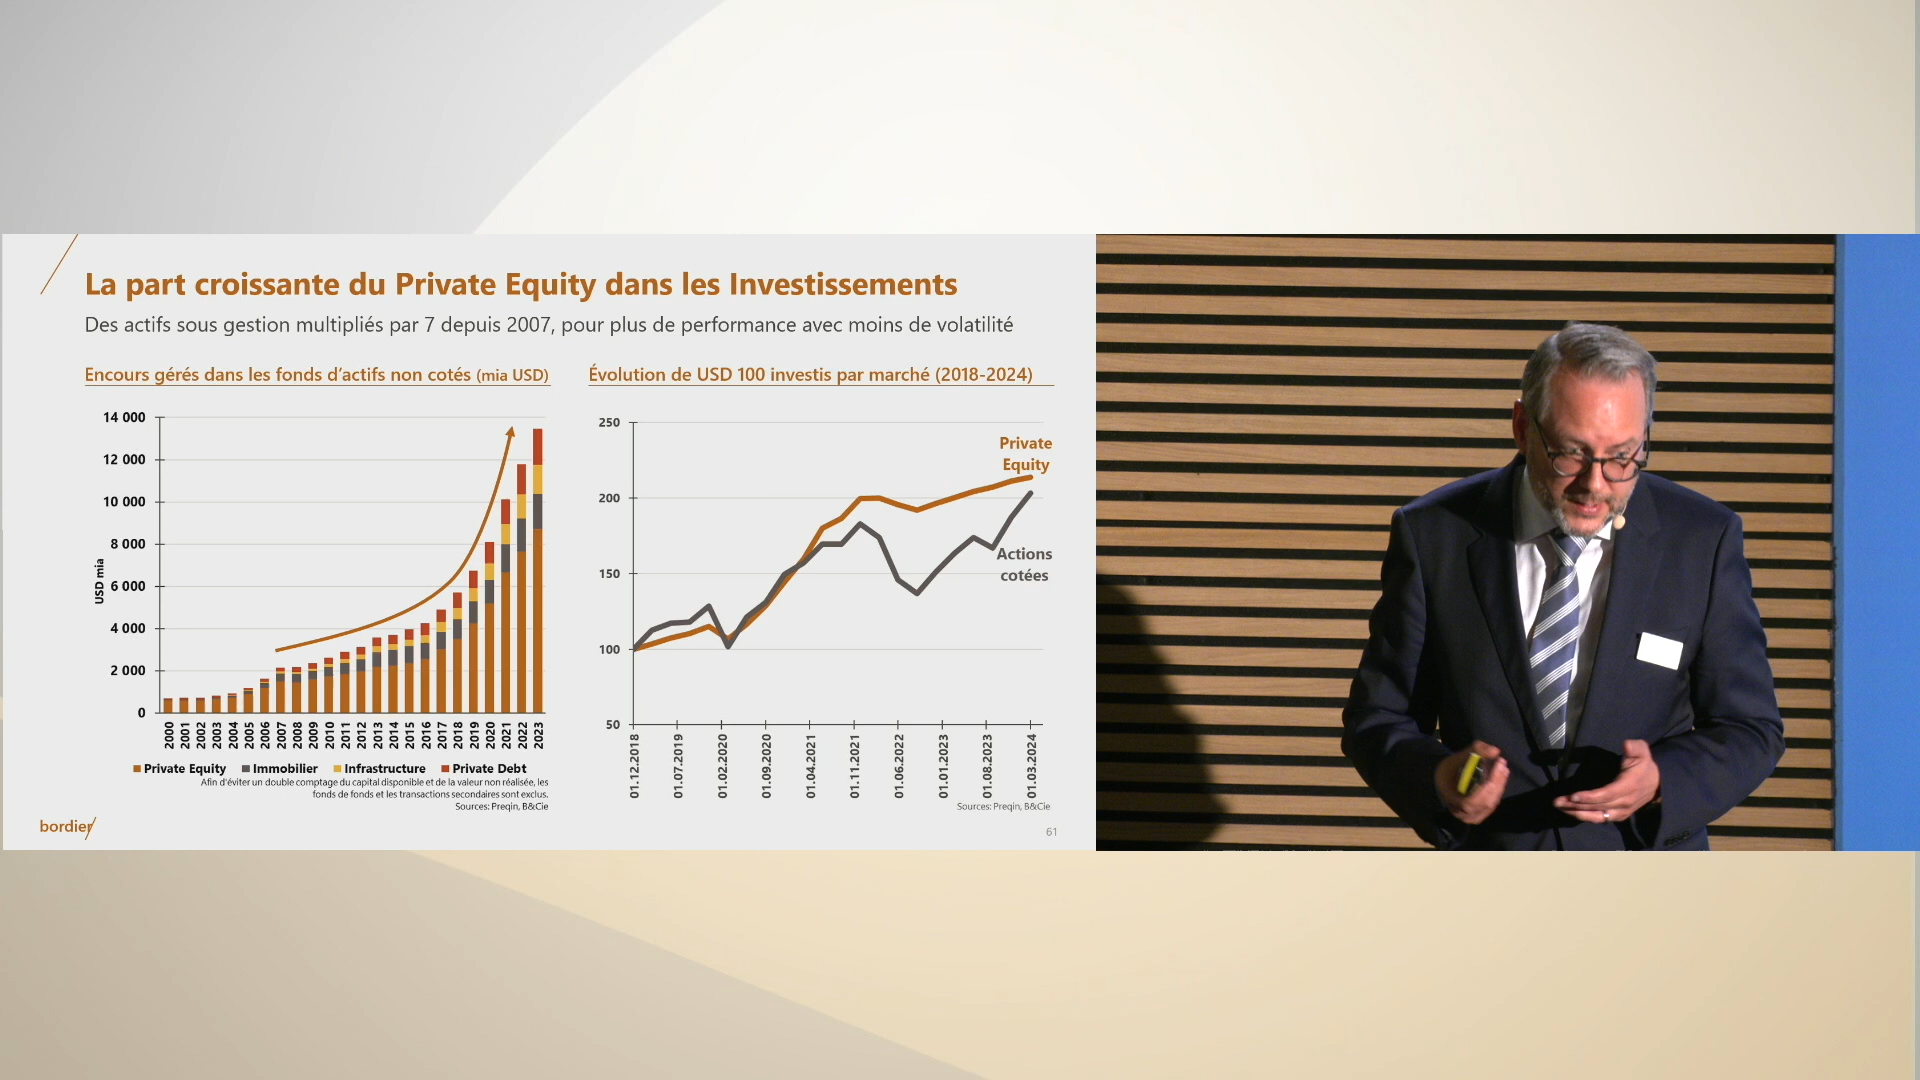 La part croissante du Private Equity dans les Investissements
Des actifs sous gestion multipliés par 7 depuis 2007, pour plus de performance avec moins de volatilité
Encours gérés dans les fonds d'actifs non cotés (mia USD)
14 000
12 000
10 000
8 000
6 000
4 000
2 000
0
USD mia
2000 2001 2002 2003 2004 2005 2006 2007 2008 2009 2010 2011 2012 2013 2014 2015 2016 2017 2018 2019 2020 2021 2022 2023
Private Equity Immobilier Infrastructure Private Debt
Afin d'éviter un double comptage du capital disponible et de la valeur non réalisée, les
fonds de fonds et les transactions secondaires sont exclus.
Sources: Preqin, B&Cie
Évolution de USD 100 investis par marché (2018-2024)
250
200
150
100
50
Private
Equity
Actions
cotées
01.12.2018 01.07.2019 01.02.2020 01.09.2020 01.04.2021 01.11.2021 01.06.2022 01.01.2023 01.08.2023 01.03.2024
Sources: Preqin, B&Cie
bordier
61